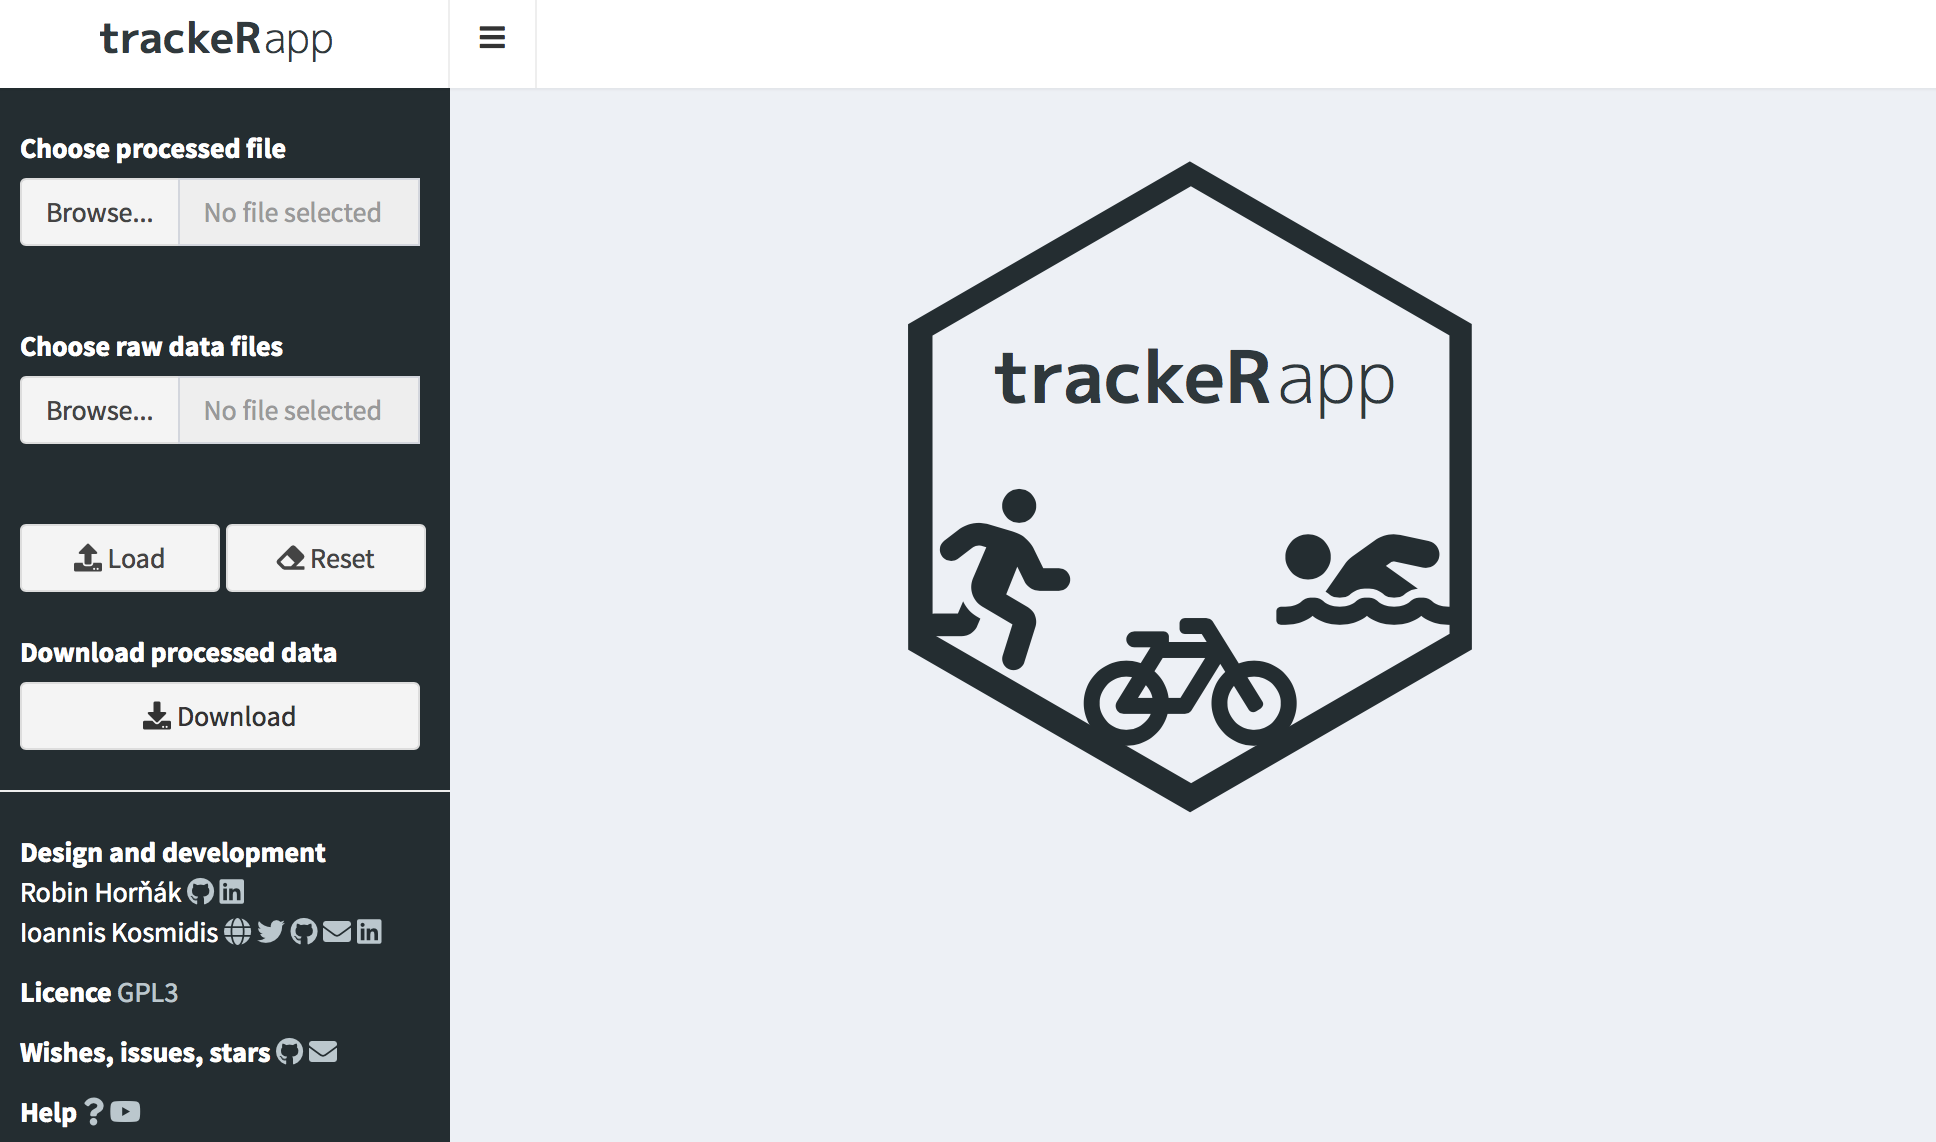 trackeRapp
Choose processed file
Browse... No file selected
Choose raw data files
Browse... No file selected
Load Reset
Download processed data
Download
Design and development
Robin Horňák
Ioannis Kosmidis
Licence GPL3
Wishes, issues, stars
Help ?
trackeRapp